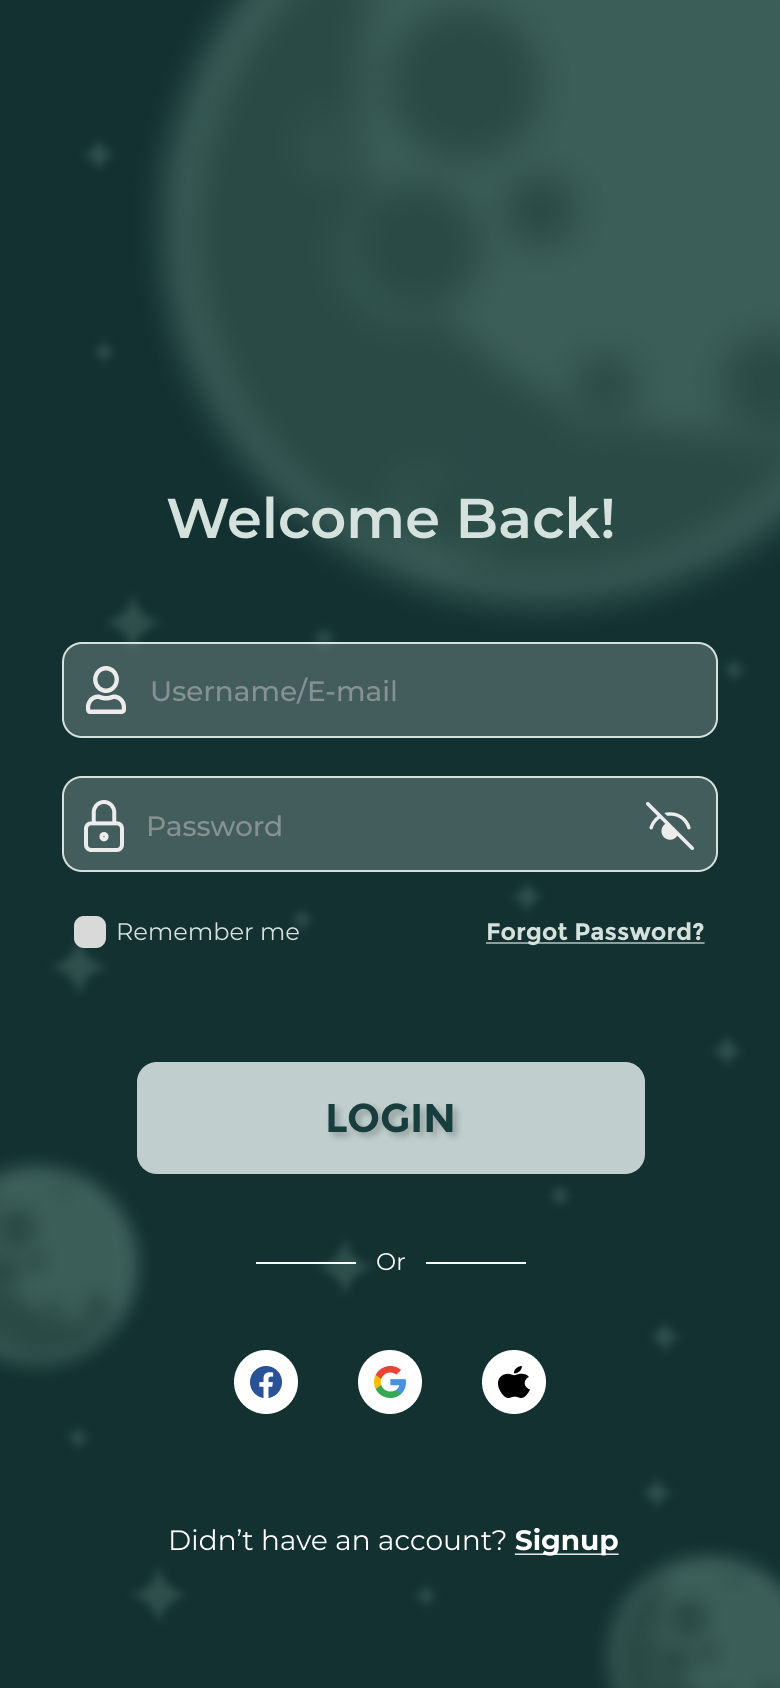 Welcome Back!
Username/E-mail
Password
Remember me
Forgot Password?
LOGIN
Or
Didn’t have an account? Signup